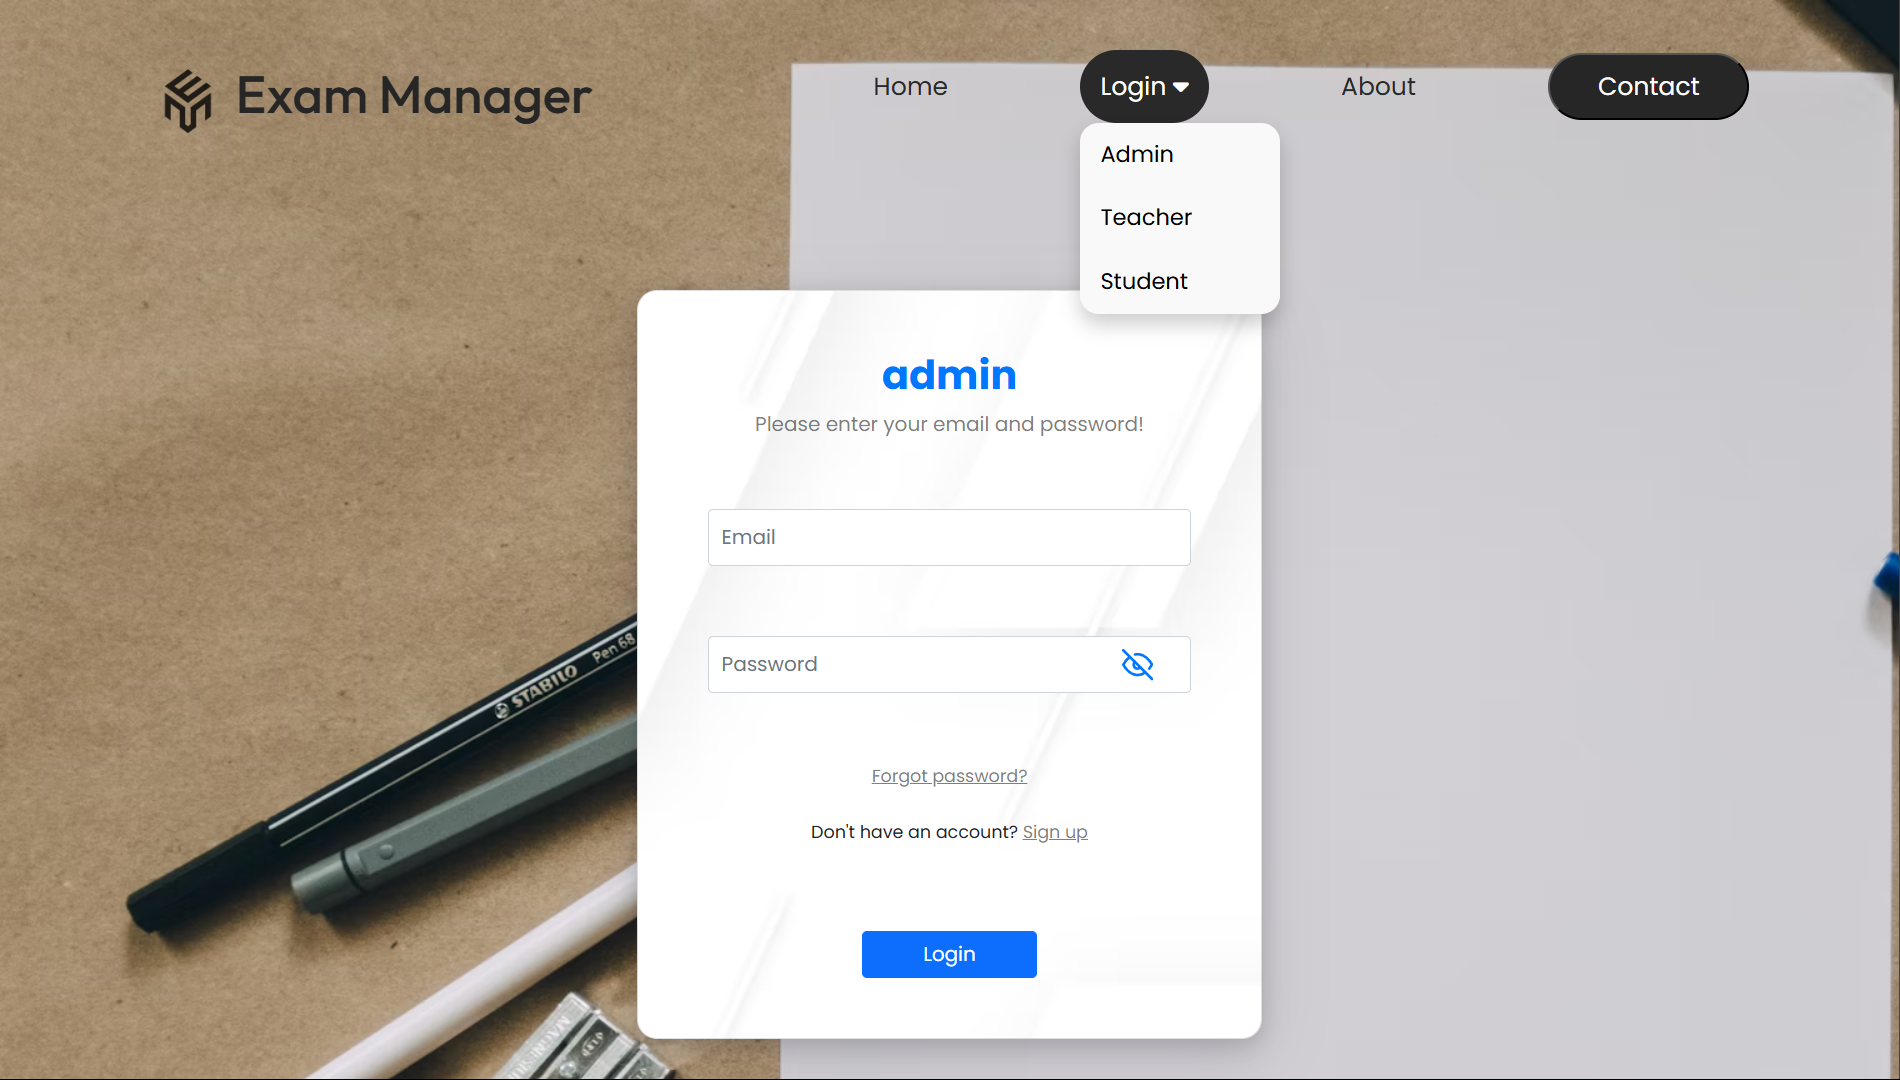 Exam Manager
Home
Login
About
Contact
Admin
Teacher
Student
admin
Please enter your email and password!
Email
Password
Forgot password?
Don't have an account? Sign up
Login
STABILO Pen 68